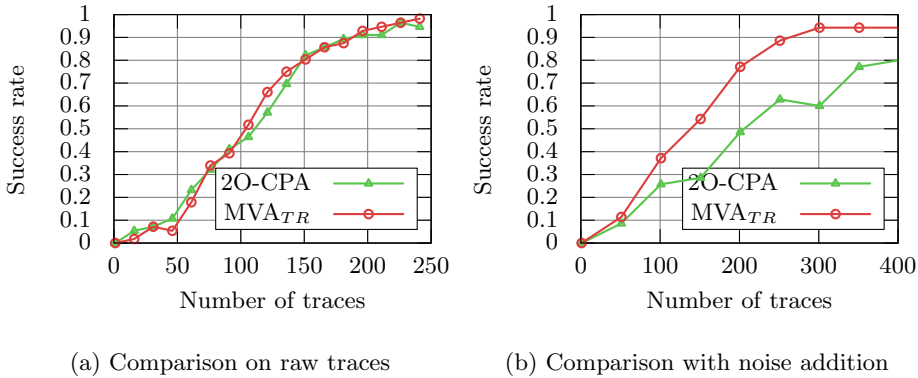 Success rate
1
0.9
0.8
0.7
0.6
0.5
0.4
0.3
0.2
0.1
0
2O-CPA
MVA_TR
0 50 100 150 200 250
Number of traces
(a) Comparison on raw traces
Success rate
1
0.9
0.8
0.7
0.6
0.5
0.4
0.3
0.2
0.1
0
2O-CPA
MVA_TR
0 100 200 300 400
Number of traces
(b) Comparison with noise addition